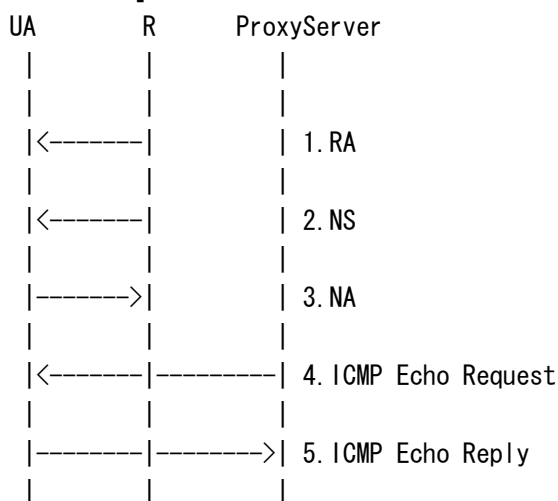 UA R ProxyServer
1.RA
2.NS
3.NA
4.ICMP Echo Request
5.ICMP Echo Reply